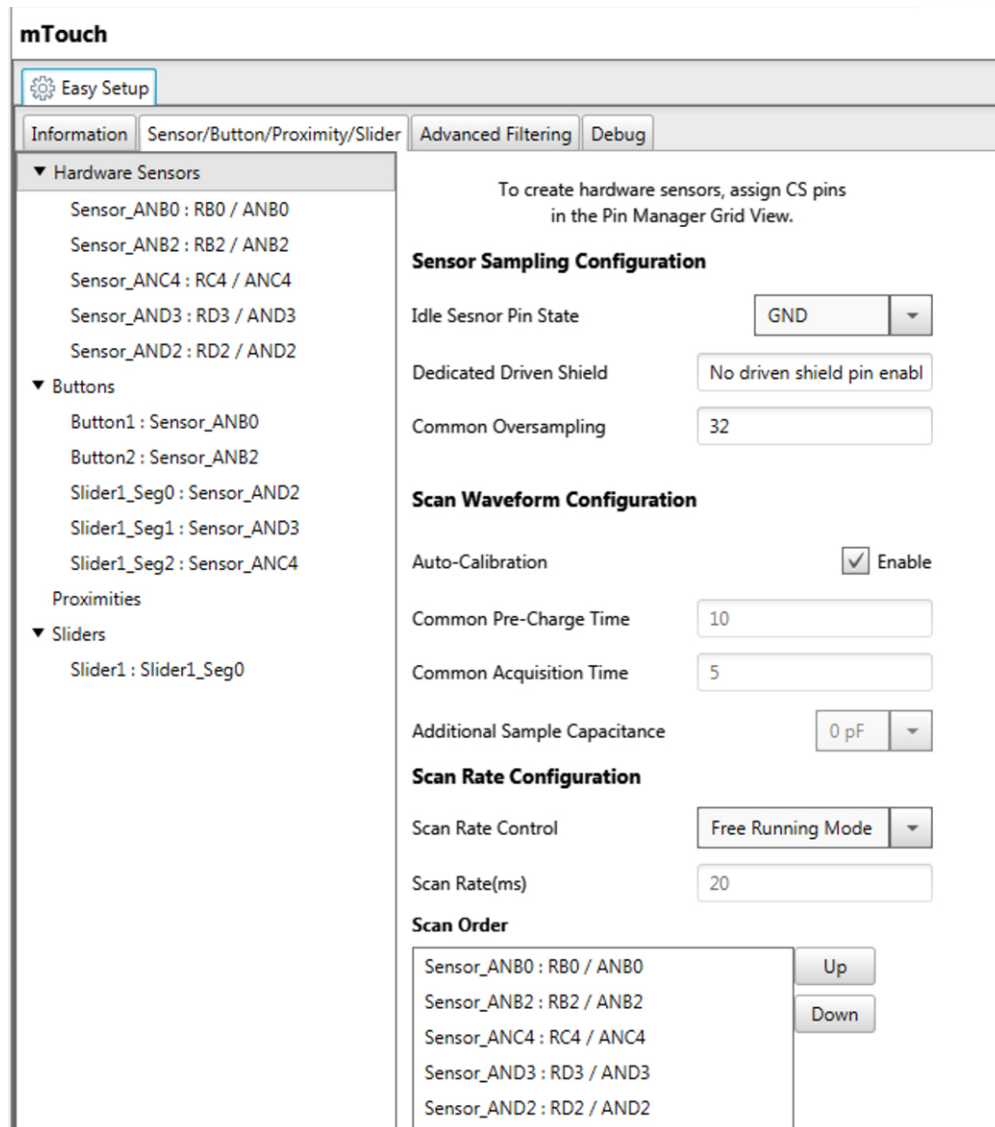 mTouch
Easy Setup
Information Sensor/Button/Proximity/Slider Advanced Filtering Debug
Hardware Sensors
Sensor_ANB0 : RB0 / ANB0
Sensor_ANB2 : RB2 / ANB2
Sensor_ANC4 : RC4 / ANC4
Sensor_AND3 : RD3 / AND3
Sensor_AND2 : RD2 / AND2
Buttons
Button1 : Sensor_ANB0
Button2 : Sensor_ANB2
Slider1_Seg0 : Sensor_AND2
Slider1_Seg1 : Sensor_AND3
Slider1_Seg2 : Sensor_ANC4
Proximities
Sliders
Slider1 : Slider1_Seg0
To create hardware sensors, assign CS pins
in the Pin Manager Grid View.
Sensor Sampling Configuration
Idle Sesnor Pin State GND
Dedicated Driven Shield No driven shield pin enabl
Common Oversampling 32
Scan Waveform Configuration
Auto-Calibration Enable
Common Pre-Charge Time 10
Common Acquisition Time 5
Additional Sample Capacitance 0 pF
Scan Rate Configuration
Scan Rate Control Free Running Mode
Scan Rate(ms) 20
Scan Order
Sensor_ANB0 : RB0 / ANB0 Up
Sensor_ANB2 : RB2 / ANB2 Down
Sensor_ANC4 : RC4 / ANC4
Sensor_AND3 : RD3 / AND3
Sensor_AND2 : RD2 / AND2